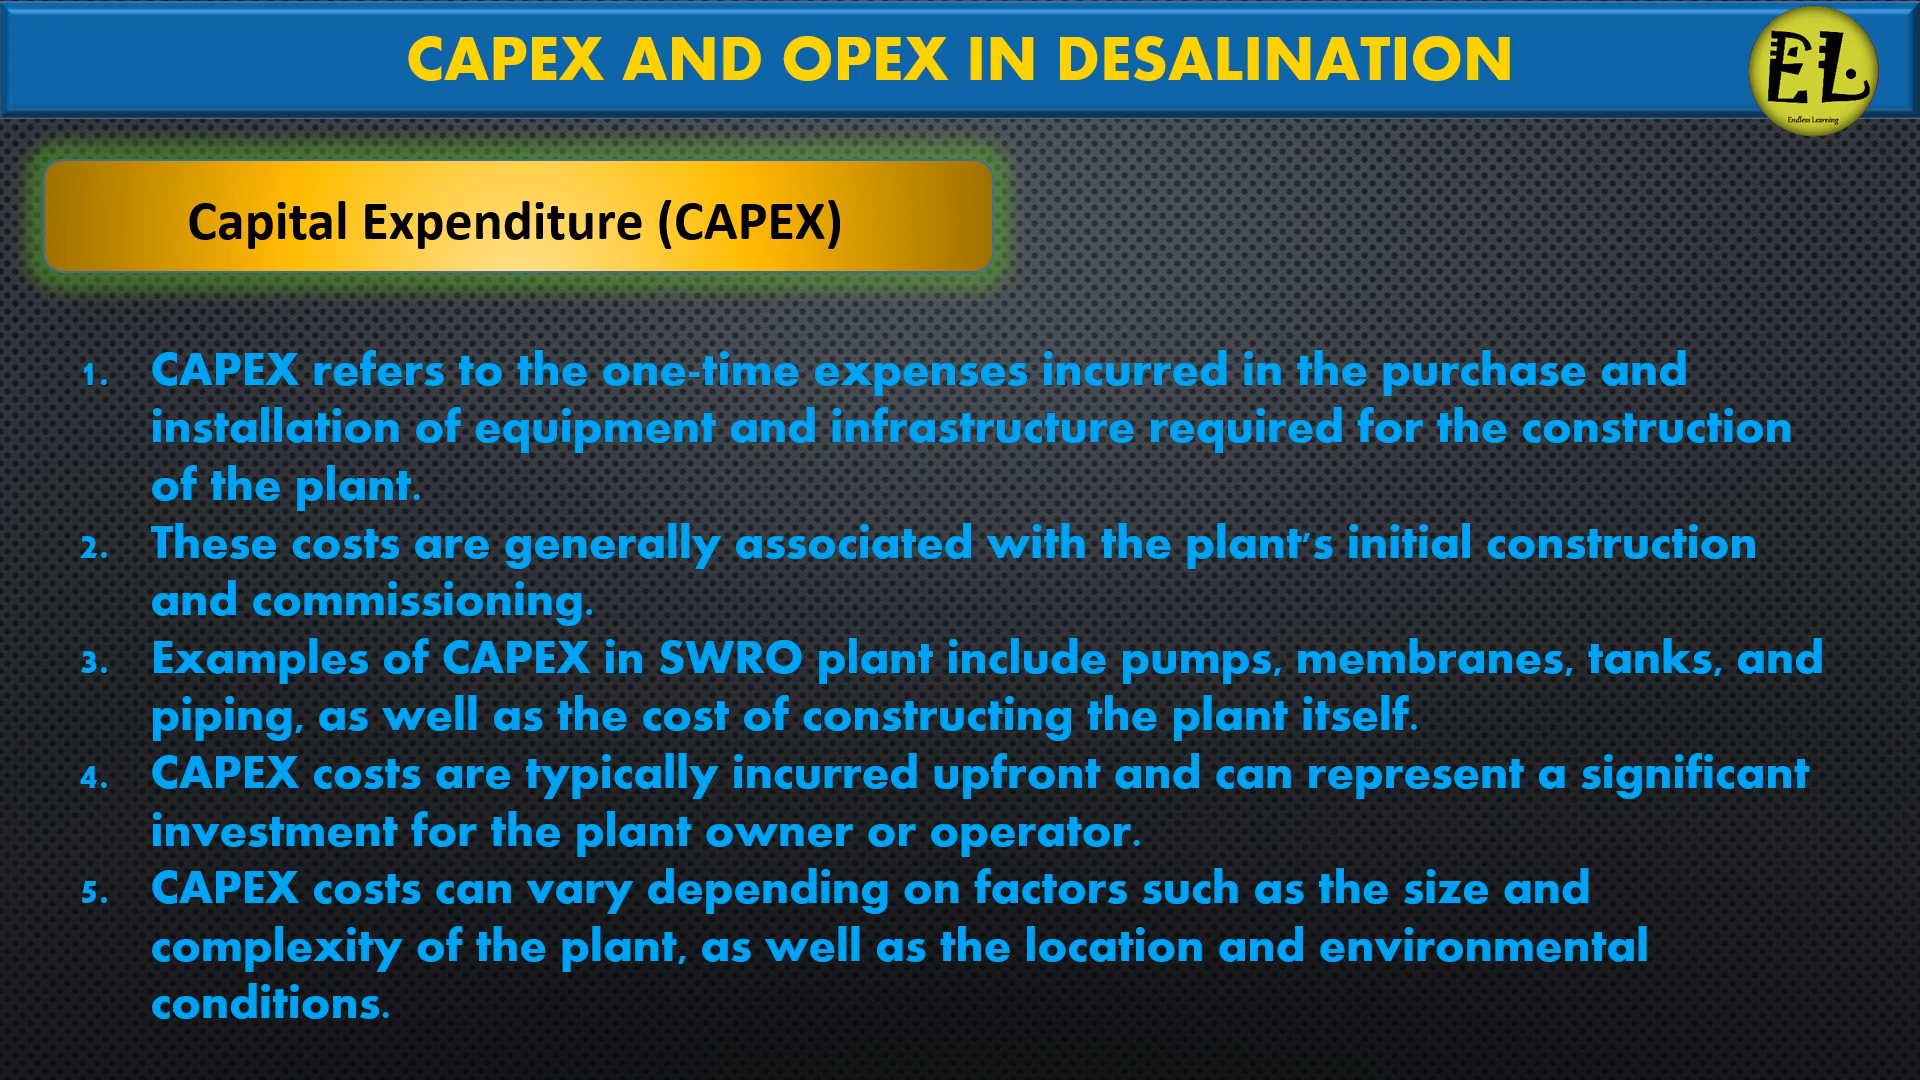 CAPEX AND OPEX IN DESALINATION
EL
Endless Learning
Capital Expenditure (CAPEX)
1. CAPEX refers to the one-time expenses incurred in the purchase and
installation of equipment and infrastructure required for the construction
of the plant.
2. These costs are generally associated with the plant's initial construction
and commissioning.
3. Examples of CAPEX in SWRO plant include pumps, membranes, tanks, and
piping, as well as the cost of constructing the plant itself.
4. CAPEX costs are typically incurred upfront and can represent a significant
investment for the plant owner or operator.
5. CAPEX costs can vary depending on factors such as the size and
complexity of the plant, as well as the location and environmental
conditions.